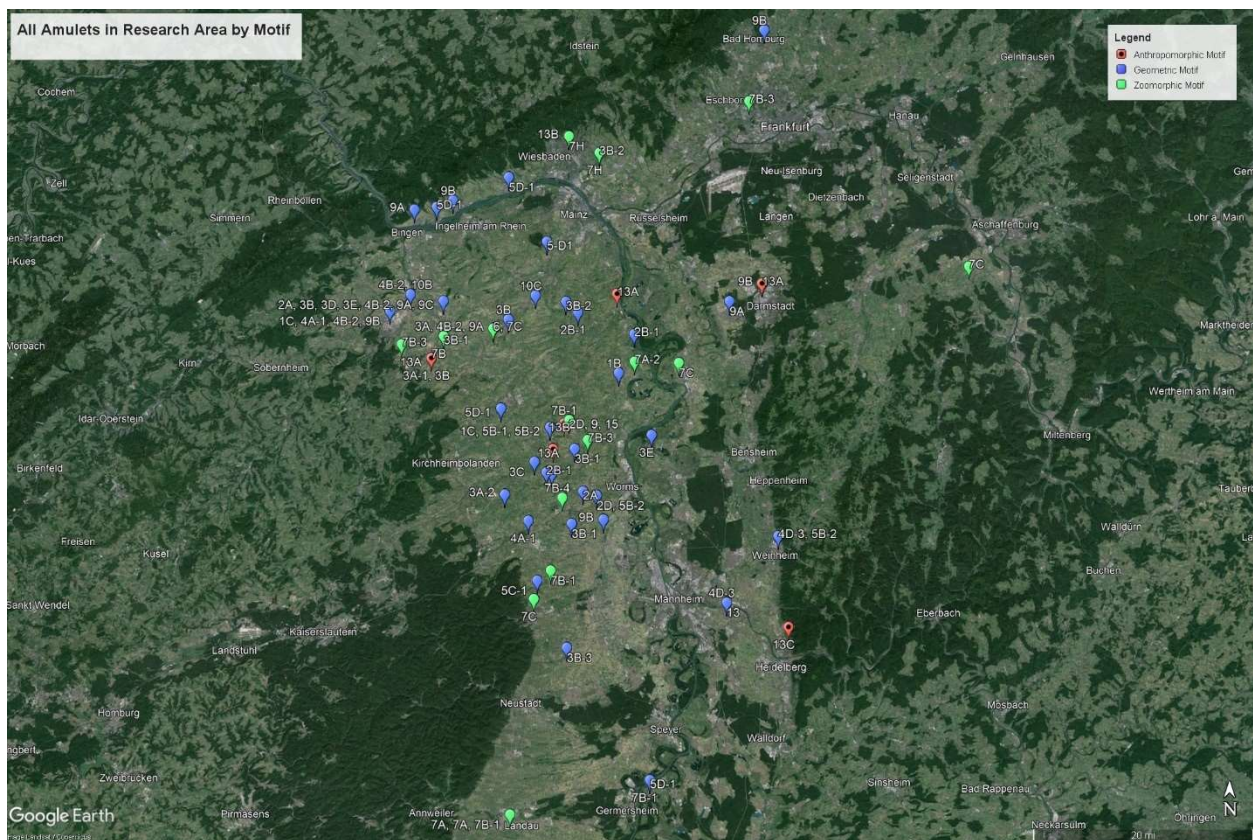 All Amulets in Research Area by Motif
Legend
Anthropomorphic Motif
Geometric Motif
Zoomorphic Motif
9B
Bad Homburg
Idstein
Gelnhausen
Cochem
Eschborn
7B-3
Hanau
Frankfurt
13B
3B-2
7H
Wiesbaden
7H
Neu-Isenburg
Seligenstadt
Zell
5D-1
Rheinböllen
9B
Dietzenbach
9A
5D-1
Mainz
Rüsselsheim
Langen
Simmern
Lohr a. Main
Ingelheim am Rhein
Aschaffenburg
Bingen
5-D1
7C
4B-2, 10B
10C
13A
9B, 13A
2A, 3B, 3D, 3E, 4B-2, 9A, 9C
3B
3B-2
9A
Darmstadt
1C, 4A-1, 4B-2, 9B
3A, 4B-2, 9A
6, 7C
2B-1
2B-1
Marktheidenfeld
7B-3
3B-1
Morbach
7B
13A
7A-2
Kirn
Sobernheim
3A-1, 3B
1B
7C
Wertheim am Main
5D-1
7B-1
Idar-Oberstein
1C, 5B-1, 5B-2
13B
2D, 9, 15
7B-3
Miltenberg
13A
3B-1
3E
Bensheim
Kirchheimbolanden
3C
2B-1
Birkenfeld
7B-4
Worms
Heppenheim
3A-2
2A
2D, 5B-2
9B
Walldürn
4A-1
3B-1
4D-3, 5B-2
Freisen
Kusel
Weinheim
Buchen
7B-1
5C-1
4D-3
Mannheim
Sankt Wendel
7C
13
Eberbach
Kaiserslautern
13C
Landstuhl
3B-3
Heidelberg
Neustadt
Mosbach
Homburg
Speyer
Walldorf
Zweibrücken
5D-1
Sinsheim
7B-1
Bad Rappenau
Pirmasens
Annweiler
Germersheim
7A, 7A, 7B-1
Landau
Neckarsulm
Öhringen
Google Earth
N
20 mi